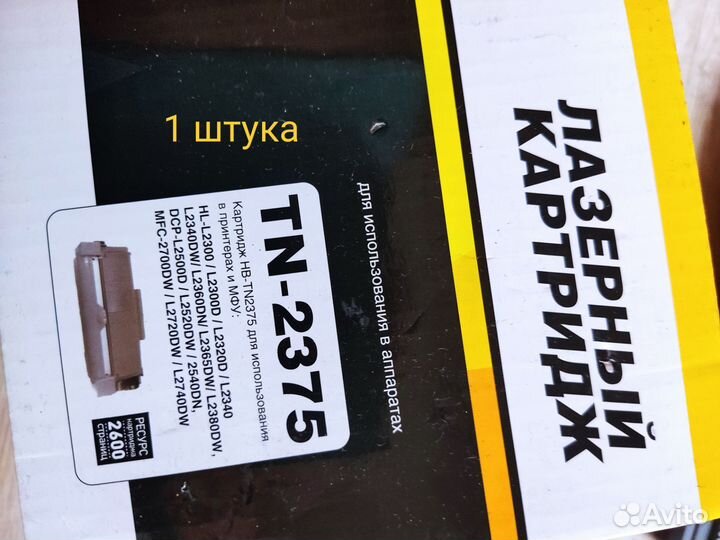 ЛАЗЕРНЫЙ
КАРТРИДЖ
для использования в аппаратах
1 штука
TN-2375
Картридж HB-TN2375 для использования
в принтерах и МФУ:
HL-L2300 / L2300D / L2320D / L2340
L2340DW/ L2360DN/ L2365DW/ L2380DW,
DCP-L2500D/ L2520DW / 2540DN,
MFC-2700DW / L2720DW / L2740DW
РЕСУРС
картриджа
2600
страниц
Avito